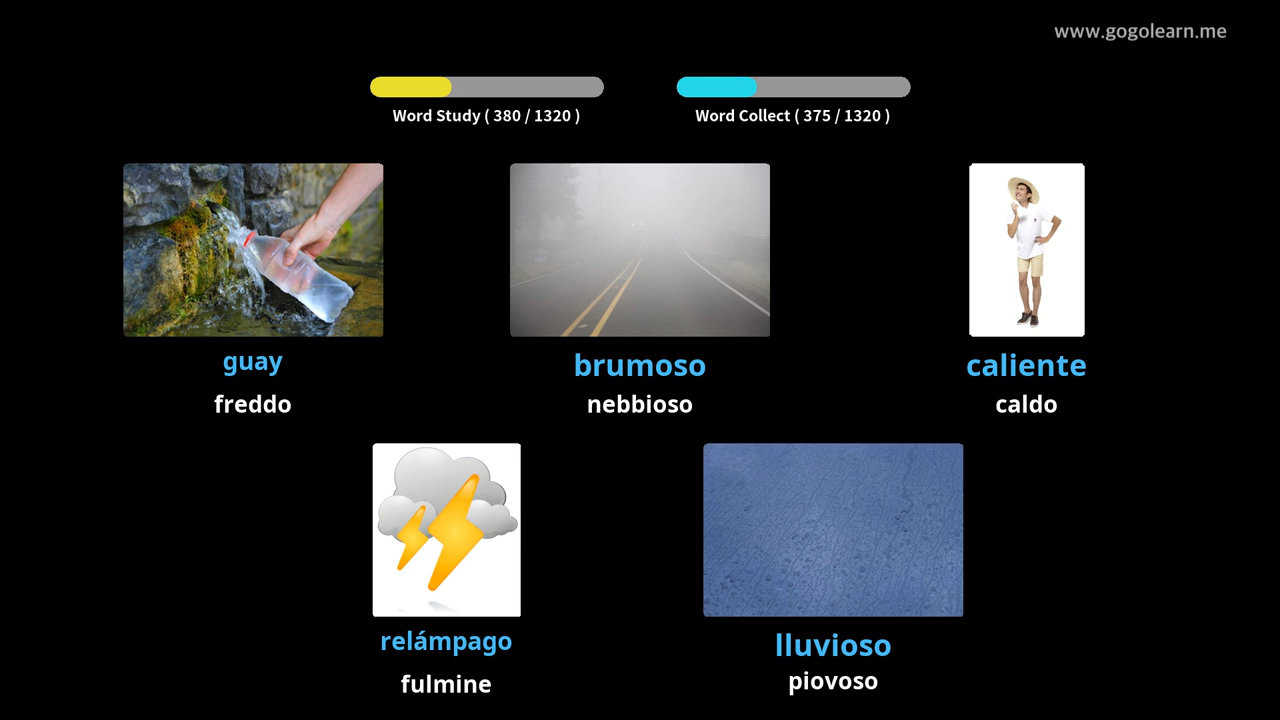 www.gogolearn.me
Word Study ( 380 / 1320 )
Word Collect ( 375 / 1320 )
guay
freddo
brumoso
nebbioso
caliente
caldo
relámpago
fulmine
lluvioso
piovoso